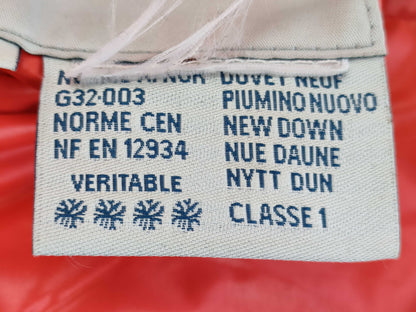 DUVET NEUF
G32-003
PIUMINO NUOVO
NORME CEN
NEW DOWN
NF EN 12934
NUE DAUNE
VERITABLE
NYTT DUN
CLASSE 1